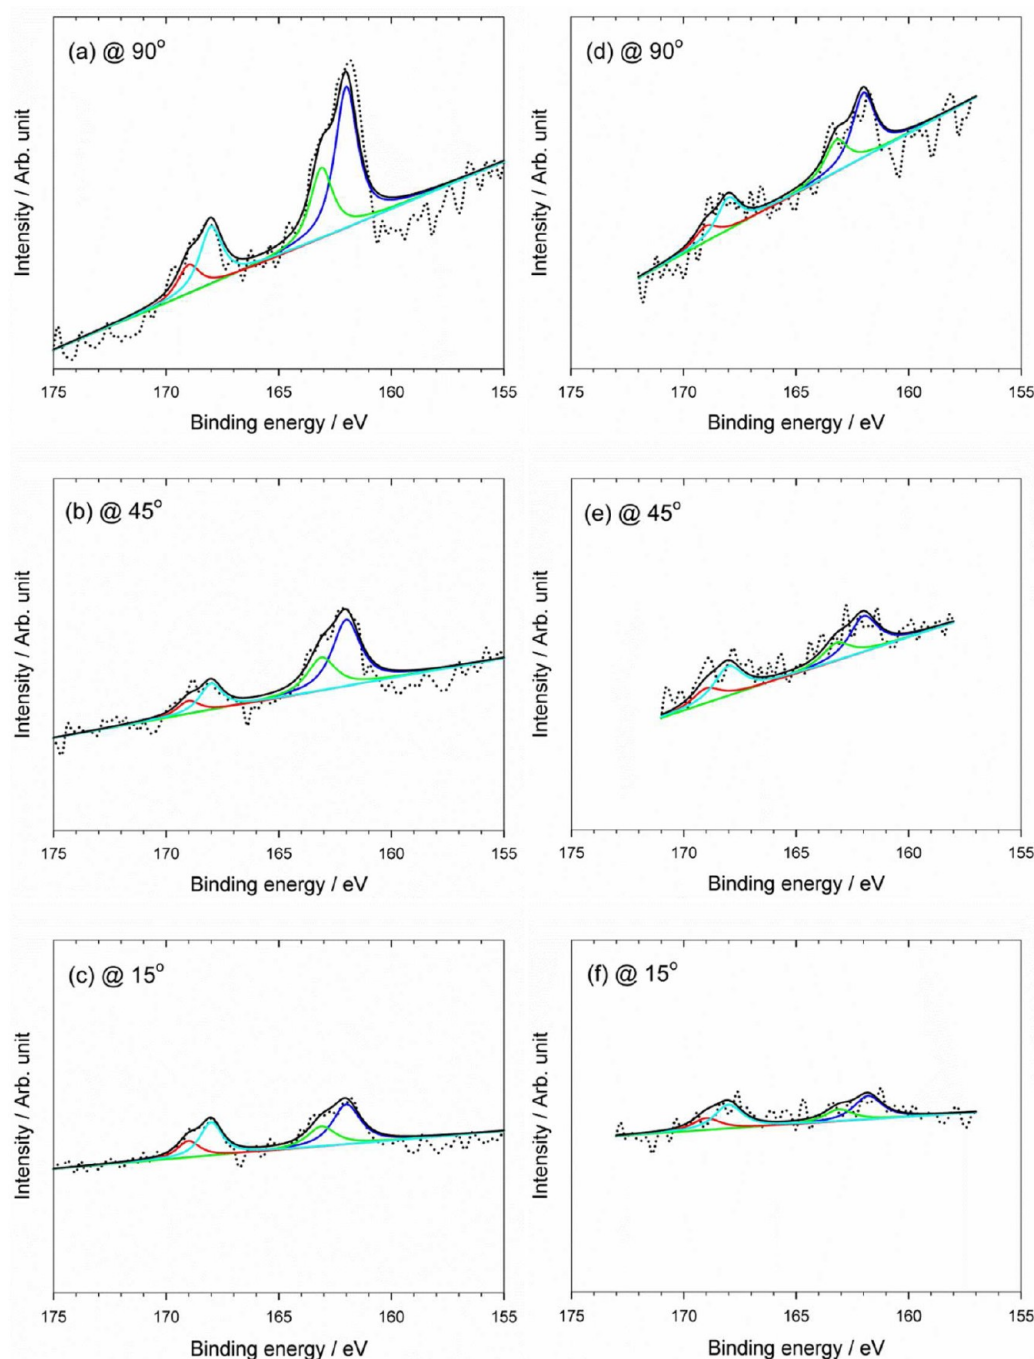 (a) @ 90°
Intensity / Arb. unit
175 170 165 160 155
Binding energy / eV
(d) @ 90°
Intensity / Arb. unit
175 170 165 160 155
Binding energy / eV
(b) @ 45°
Intensity / Arb. unit
175 170 165 160 155
Binding energy / eV
(e) @ 45°
Intensity / Arb. unit
175 170 165 160 155
Binding energy / eV
(c) @ 15°
Intensity / Arb. unit
175 170 165 160 155
Binding energy / eV
(f) @ 15°
Intensity / Arb. unit
175 170 165 160 155
Binding energy / eV